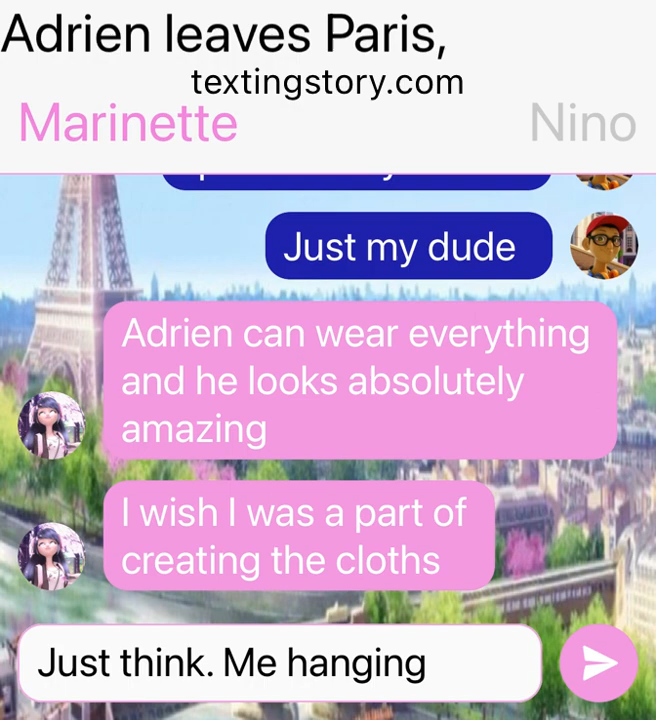 Adrien leaves Paris,
textingstory.com
Marinette
Nino
Just my dude
Adrien can wear everything
and he looks absolutely
amazing
I wish I was a part of
creating the cloths
Just think. Me hanging